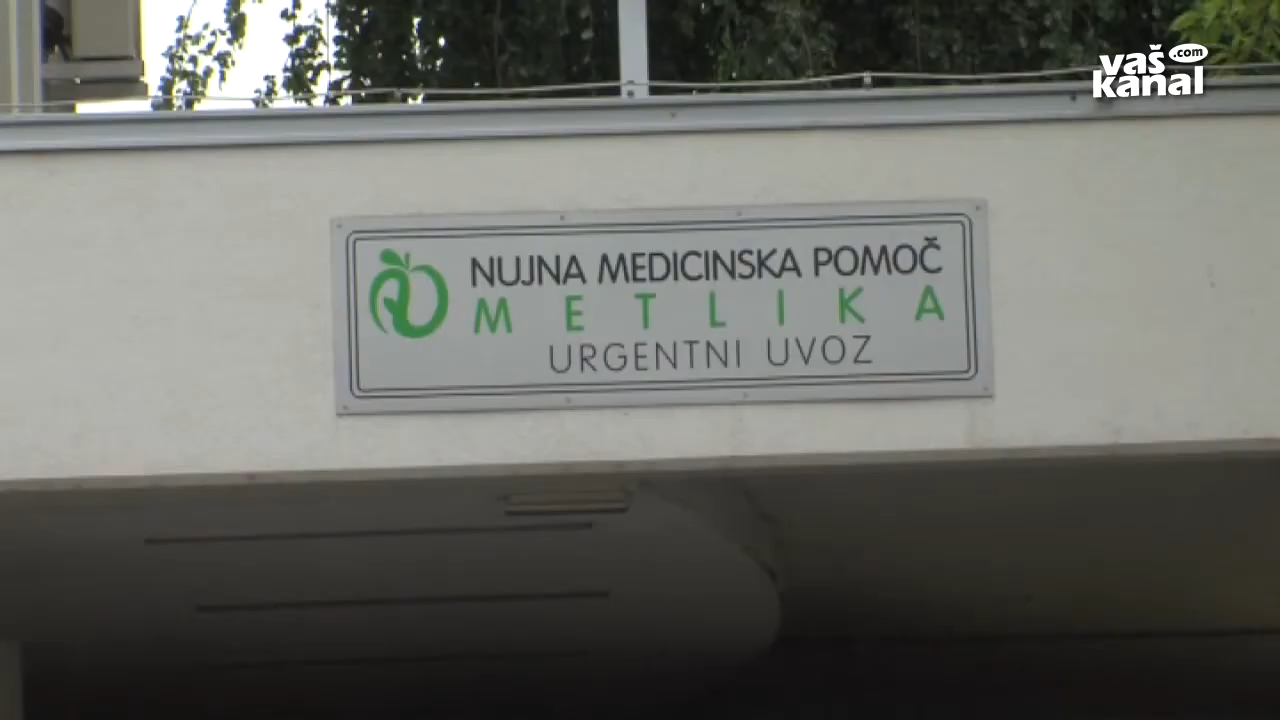 vaš.com
kanal
NUJNA MEDICINSKA POMOČ
METLIKA
URGENTNI UVOZ